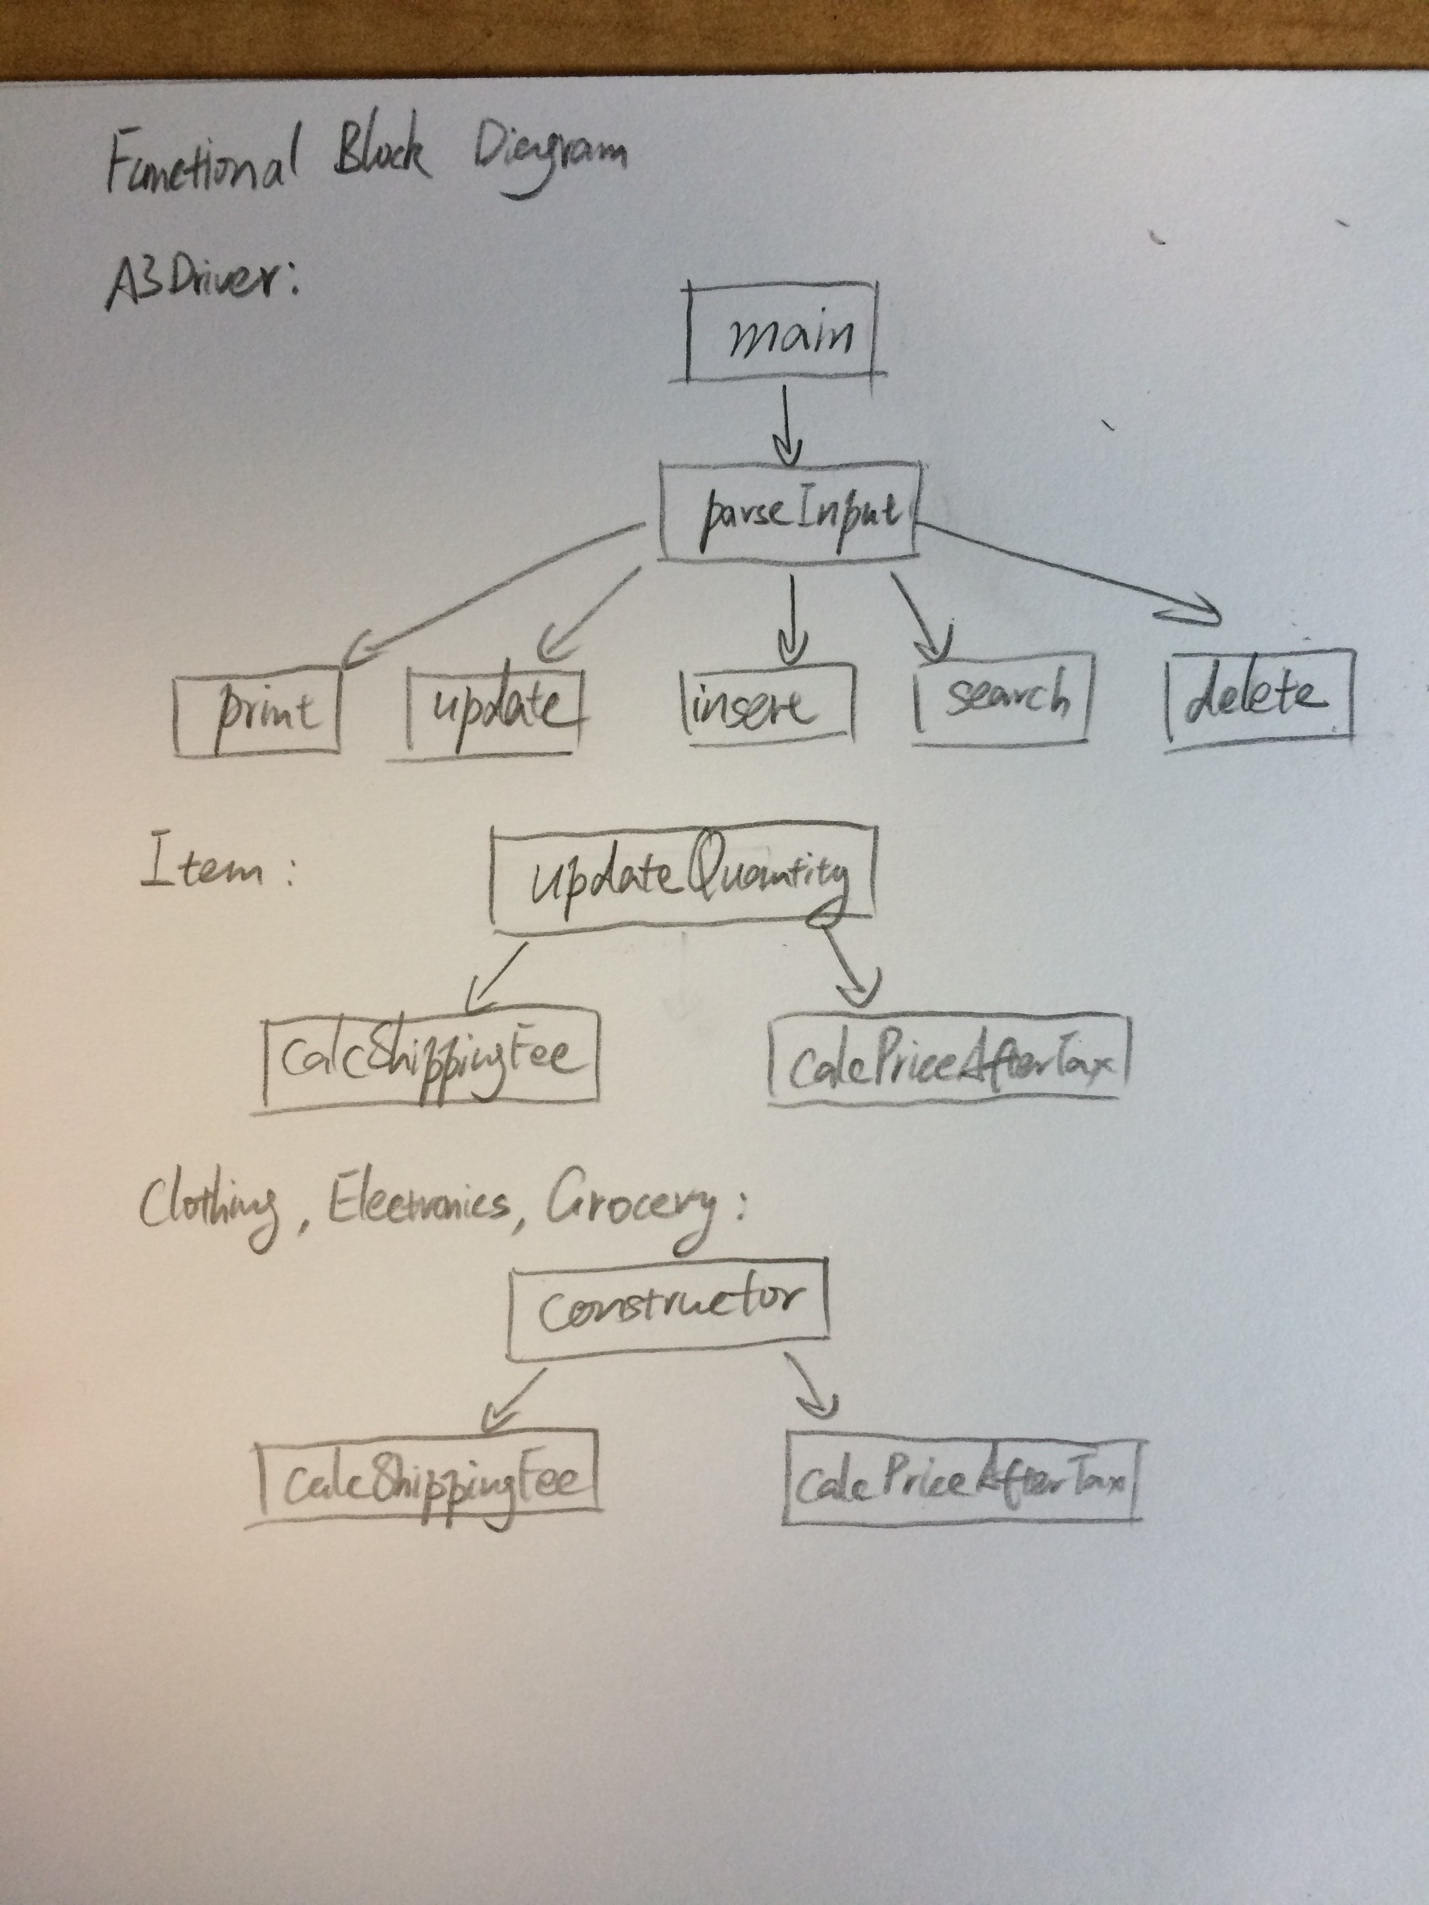 Functional Block Diagram
A3Driver:
main
parseInput
print update insert search delete
Item:
updateQuantity
calcShippingFee calcPriceAfterTax
Clothing, Electronics, Grocery:
constructor
calcShippingFee calcPriceAfterTax